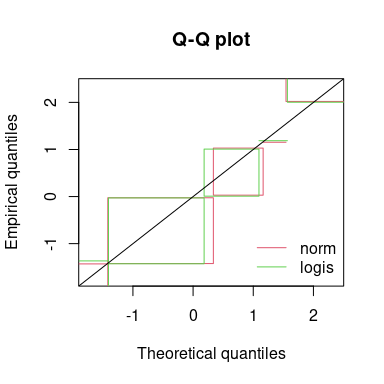 Q-Q plot
Empirical quantiles
2
1
0
-1
norm
logis
-1
0
1
2
Theoretical quantiles